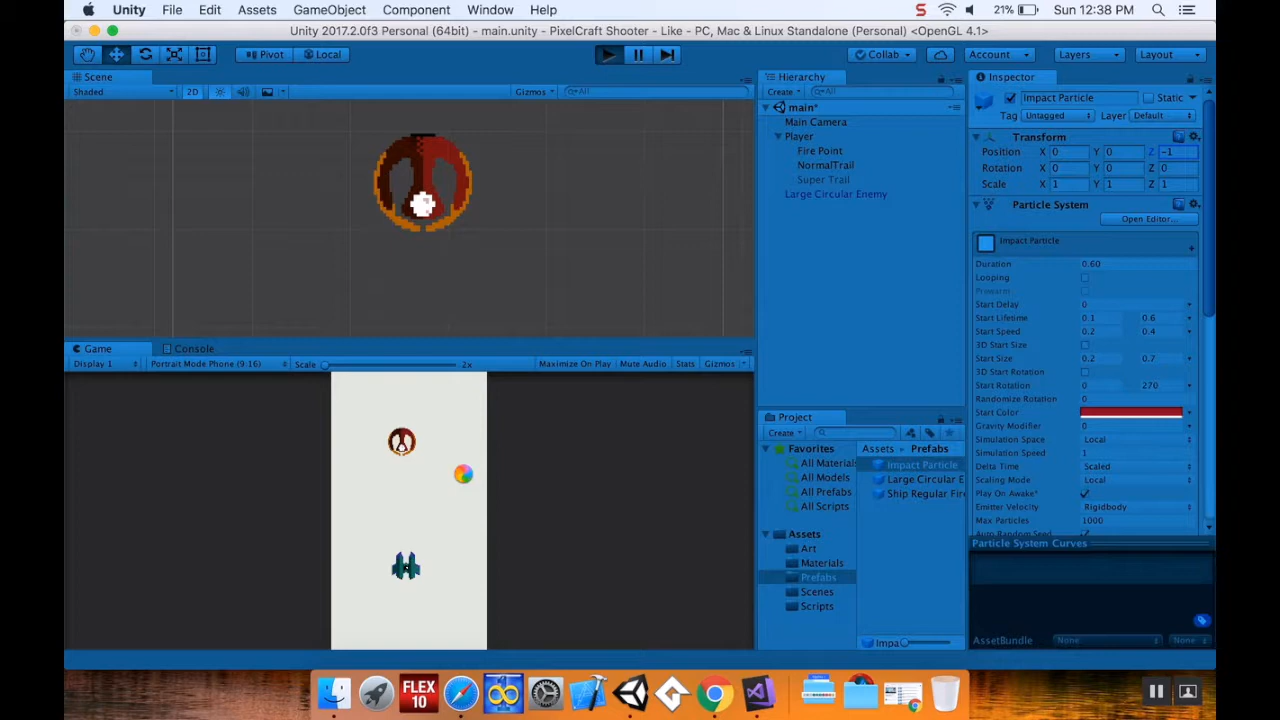 Unity File Edit Assets GameObject Component Window Help S 21% Sun 12:38 PM
Unity 2017.2.0f3 Personal (64bit) - main.unity - PixelCraft Shooter - Like - PC, Mac & Linux Standalone (Personal) <OpenGL 4.1>
Pivot Local Collab Account Layers Layout
Scene
Shaded 2D Gizmos All
Hierarchy
Create All
main*
Main Camera
Player
Fire Point
NormalTrail
Super Trail
Large Circular Enemy
Inspector
Impact Particle Static
Tag Untagged Layer Default
Transform
Position X 0 Y 0 Z -1
Rotation X 0 Y 0 Z 0
Scale X 1 Y 1 Z 1
Particle System
Open Editor...
Impact Particle
Duration 0.60
Looping
Prewarm
Start Delay 0
Start Lifetime 0.1 0.6
Start Speed 0.2 0.4
3D Start Size
Start Size 0.2 0.7
3D Start Rotation
Start Rotation 0 270
Randomize Rotation 0
Start Color
Gravity Modifier 0
Simulation Space Local
Simulation Speed 1
Delta Time Scaled
Scaling Mode Local
Play On Awake*
Emitter Velocity Rigidbody
Max Particles 1000
Auto Random Seed
Particle System Curves
AssetBundle None None
Game Console
Display 1 Portrait Mode Phone (9:16) Scale 2x Maximize On Play Mute Audio Stats Gizmos
Project
Create
Favorites
All Material
All Models
All Prefabs
All Scripts
Assets
Art
Materials
Prefabs
Scenes
Scripts
Assets Prefabs
Impact Particle
Large Circular E
Ship Regular Fir
Impa
FLEX
10